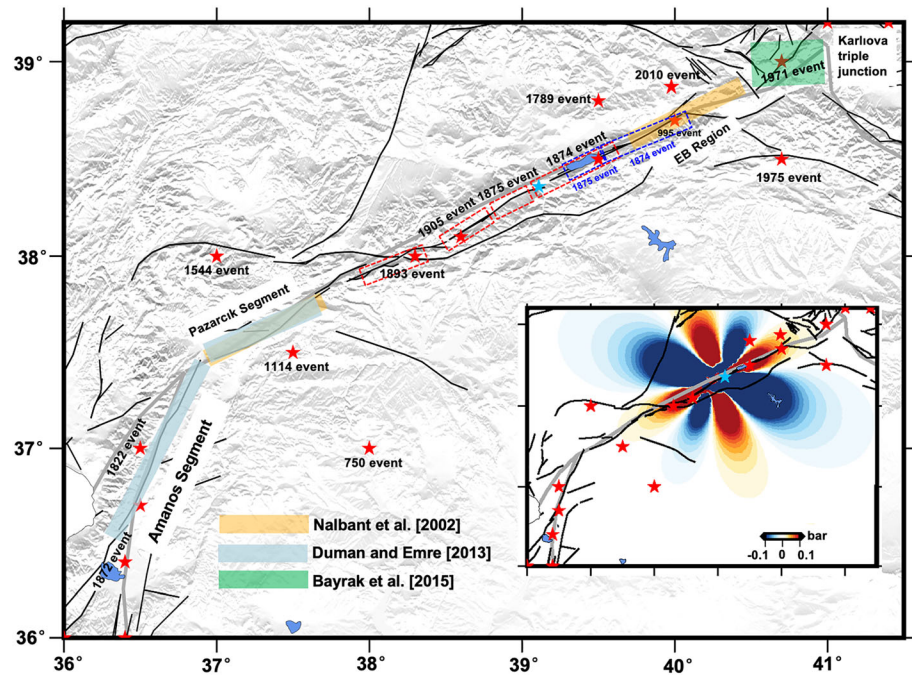 39°
38°
37°
36°
36°
37°
38°
39°
40°
41°
Karlıova
triple
junction
1971 event
2010 event
1789 event
995 event
EB Region
1874 event
1874 event
1875 event
1875 event
1975 event
1905 event
1893 event
1544 event
Pazarcık Segment
1114 event
1822 event
Amanos Segment
750 event
1872 event
Nalbant et al. [2002]
Duman and Emre [2013]
Bayrak et al. [2015]
bar
-0.1 0 0.1